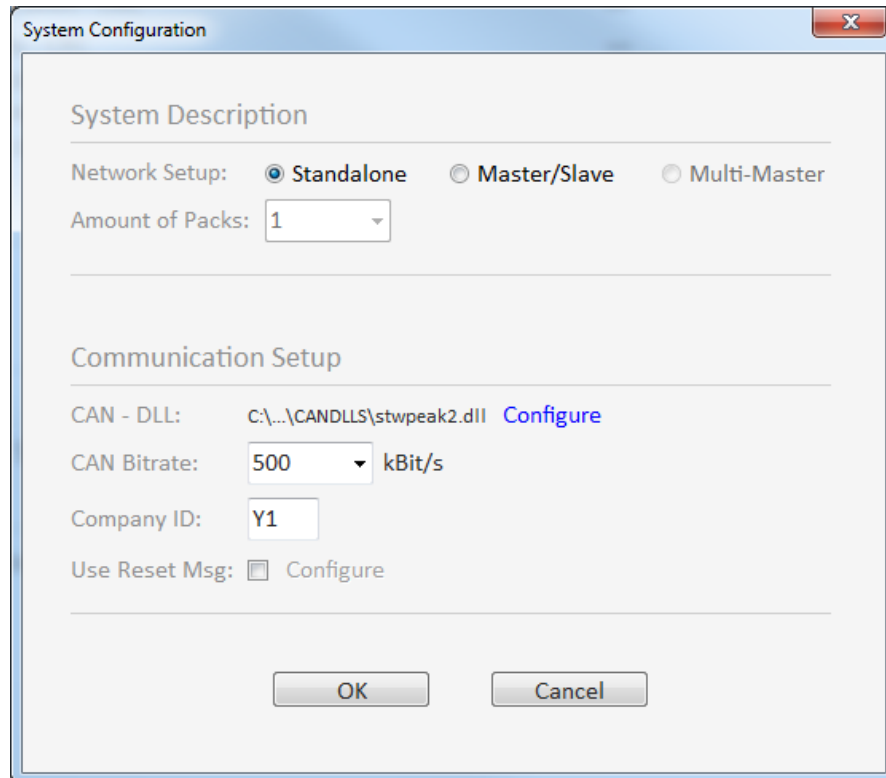 System Configuration
System Description
Network Setup: Standalone Master/Slave Multi-Master
Amount of Packs: 1
Communication Setup
CAN - DLL: C:\...\CANDLLS\stwpeak2.dll Configure
CAN Bitrate: 500 kBit/s
Company ID: Y1
Use Reset Msg: Configure
OK Cancel